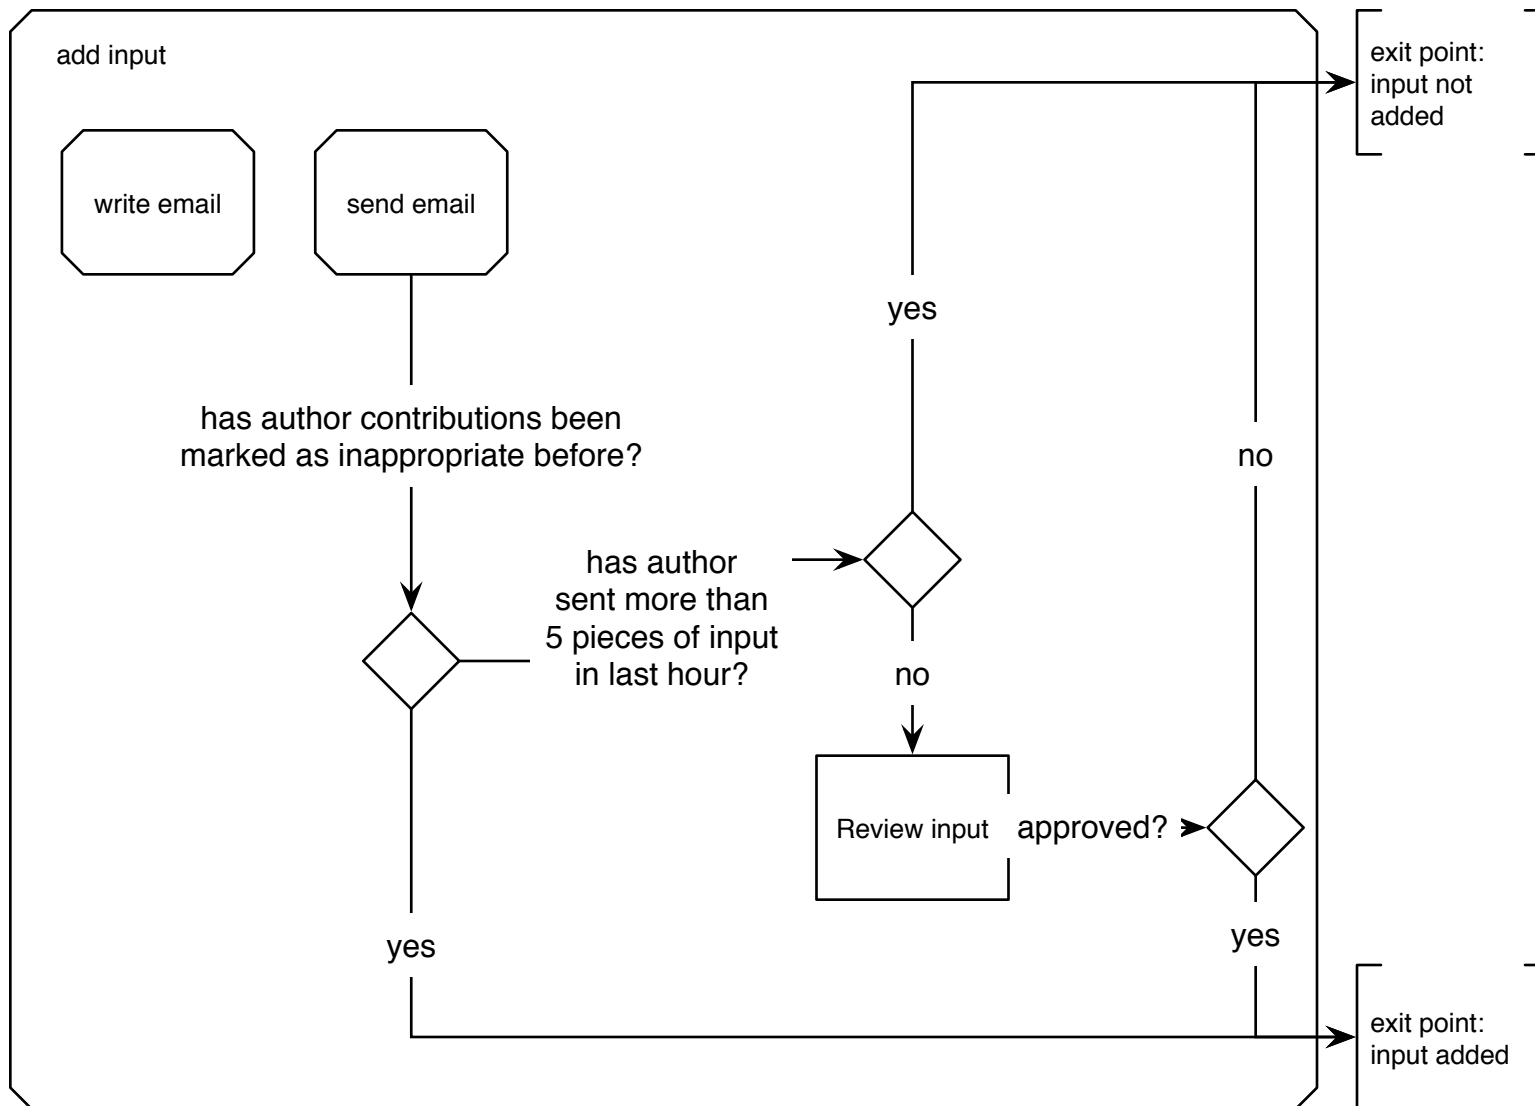 add input
exit point:
input not
added
write email
send email
yes
has author contributions been
marked as inappropriate before?
no
has author
sent more than
5 pieces of input
in last hour?
no
Review input
approved?
yes
yes
exit point:
input added